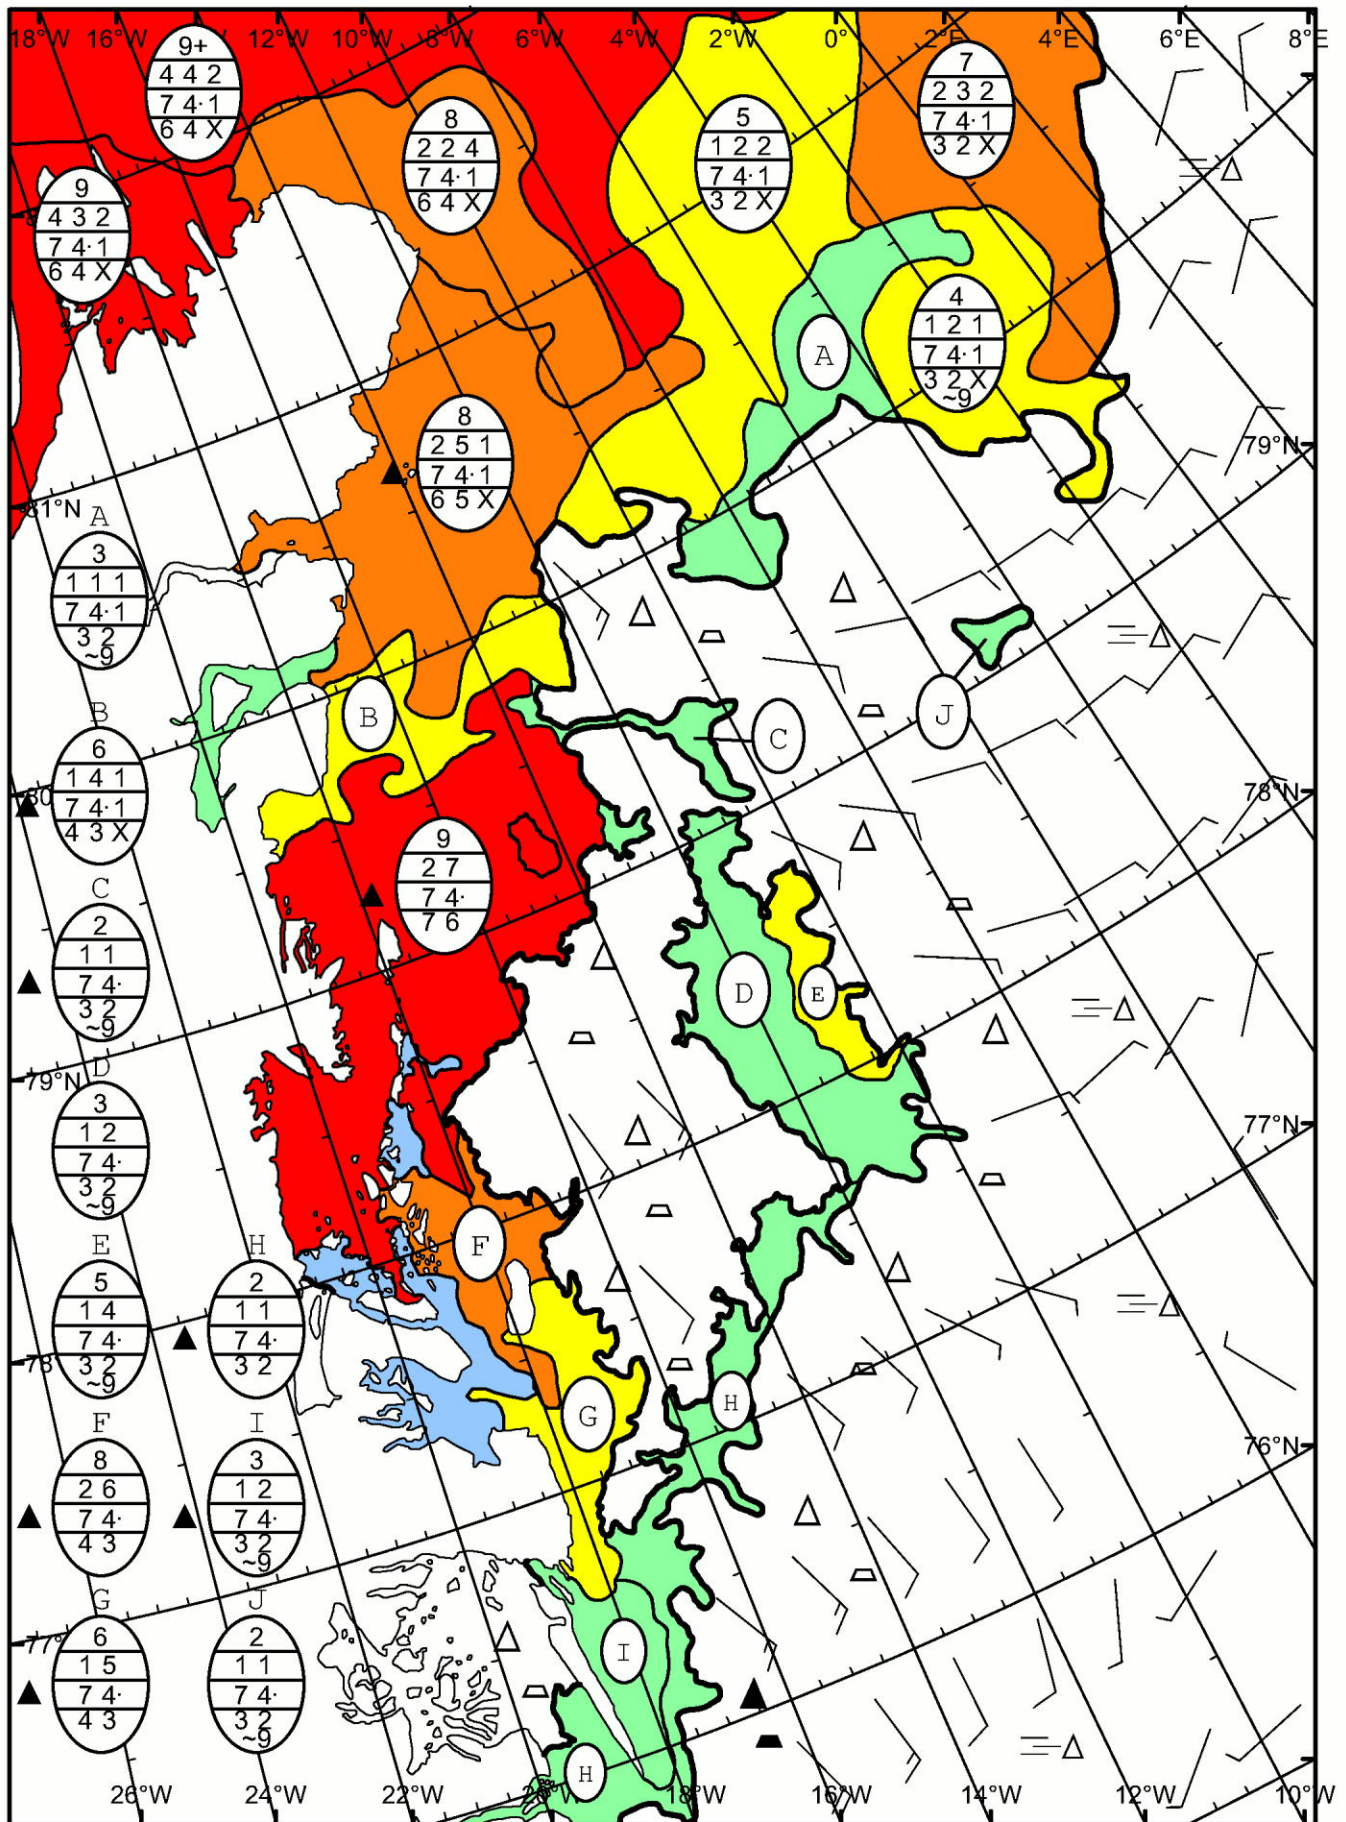 18°W 16°W 12°W 10°W 8°W 6°W 4°W 2°W 0° 2°E 4°E 6°E 8°E
9+
4 4 2
7 4· 1
6 4 X
8
2 2 4
7 4· 1
6 4 X
5
1 2 2
7 4· 1
3 2 X
7
2 3 2
7 4· 1
3 2 X
9
4 3 2
7 4· 1
6 4 X
4
1 2 1
7 4· 1
3 2 X
~9
A
8
2 5 1
7 4· 1
6 5 X
79°N
81°N
A
3
1 1 1
7 4· 1
3 2
~9
B
J
C
B
6
1 4 1
7 4· 1
4 3 X
80
78°N
9
2 7
7 4·
7 6
C
2
1 1
7 4·
3 2
~9
D
E
79°N
77°N
D
3
1 2
7 4·
3 2
~9
F
E
5
1 4
7 4·
3 2
~9
H
2
1 1
7 4·
3 2
78°
G
H
76°N
F
8
2 6
7 4·
4 3
I
3
1 2
7 4·
3 2
~9
77°
I
G
6
1 5
7 4·
4 3
J
2
1 1
7 4·
3 2
~9
H
26°W 24°W 22°W 20°W 18°W 16°W 14°W 12°W 10°W